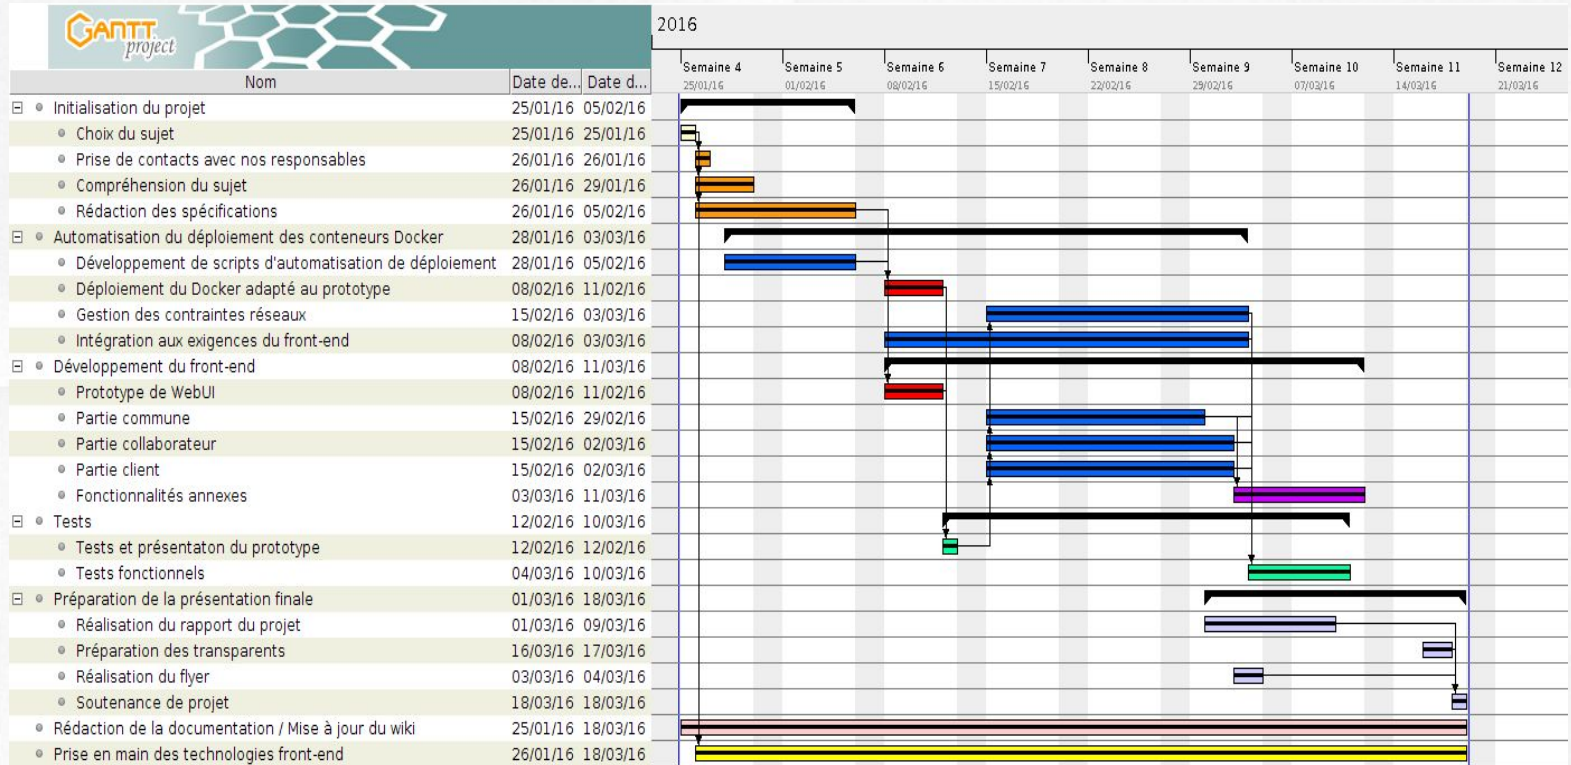 GANTT
project
2016
Semaine 4 Semaine 5 Semaine 6 Semaine 7 Semaine 8 Semaine 9 Semaine 10 Semaine 11 Semaine 12
25/01/16 01/02/16 08/02/16 15/02/16 22/02/16 29/02/16 07/03/16 14/03/16 21/03/16
Nom Date de... Date d...
Initialisation du projet 25/01/16 05/02/16
Choix du sujet 25/01/16 25/01/16
Prise de contacts avec nos responsables 26/01/16 26/01/16
Compréhension du sujet 26/01/16 29/01/16
Rédaction des spécifications 26/01/16 05/02/16
Automatisation du déploiement des conteneurs Docker 28/01/16 03/03/16
Développement de scripts d'automatisation de déploiement 28/01/16 05/02/16
Déploiement du Docker adapté au prototype 08/02/16 11/02/16
Gestion des contraintes réseaux 15/02/16 03/03/16
Intégration aux exigences du front-end 08/02/16 03/03/16
Développement du front-end 08/02/16 11/03/16
Prototype de WebUI 08/02/16 11/02/16
Partie commune 15/02/16 29/02/16
Partie collaborateur 15/02/16 02/03/16
Partie client 15/02/16 02/03/16
Fonctionnalités annexes 03/03/16 11/03/16
Tests 12/02/16 10/03/16
Tests et présentaton du prototype 12/02/16 12/02/16
Tests fonctionnels 04/03/16 10/03/16
Préparation de la présentation finale 01/03/16 18/03/16
Réalisation du rapport du projet 01/03/16 09/03/16
Préparation des transparents 16/03/16 17/03/16
Réalisation du flyer 03/03/16 04/03/16
Soutenance de projet 18/03/16 18/03/16
Rédaction de la documentation / Mise à jour du wiki 25/01/16 18/03/16
Prise en main des technologies front-end 26/01/16 18/03/16